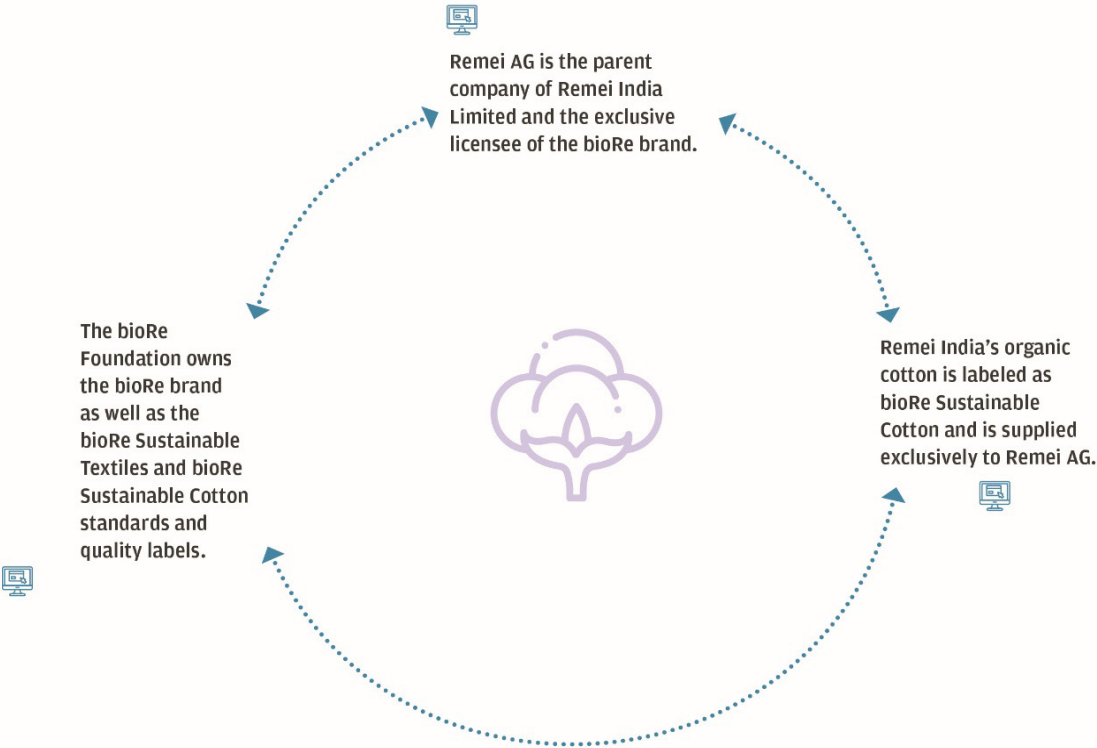 Remei AG is the parent
company of Remei India
Limited and the exclusive
licensee of the bioRe brand.
The bioRe
Foundation owns
the bioRe brand
as well as the
bioRe Sustainable
Textiles and bioRe
Sustainable Cotton
standards and
quality labels.
Remei India’s organic
cotton is labeled as
bioRe Sustainable
Cotton and is supplied
exclusively to Remei AG.